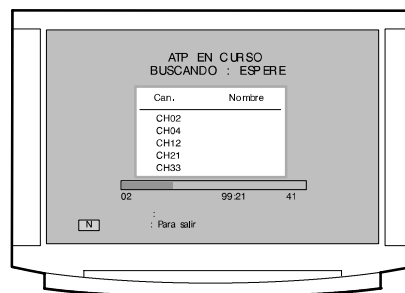 ATP EN CURSO
BUSCANDO : ESPERE
Can. Nombre
CH02
CH04
CH12
CH21
CH33
02 99:21 41
:
N : Para salir